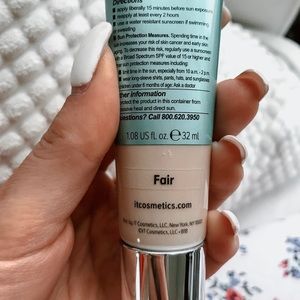 Directions
■ apply liberally 15 minutes before sun exposure
■ reapply at least every 2 hours
■ use a water resistant sunscreen if swimming
or sweating
■ Sun Protection Measures. Spending time in the
sun increases your risk of skin cancer and early skin
aging. To decrease this risk, regularly use a sunscreen
with a Broad Spectrum SPF value of 15 or higher and
other sun protection measures including:
■ limit time in the sun, especially from 10 a.m. - 2 p.m.
■ wear long-sleeve shirts, pants, hats, and sunglasses
children under 6 months of age: Ask a doctor
Other information
protect the product in this container from
excessive heat and direct sun.
Questions? Call 800.620.3950
1.08 US fl. oz. ℮ 32 ml
Fair
itcosmetics.com
IT Cosmetics, LLC, New York, NY
©IT Cosmetics, LLC